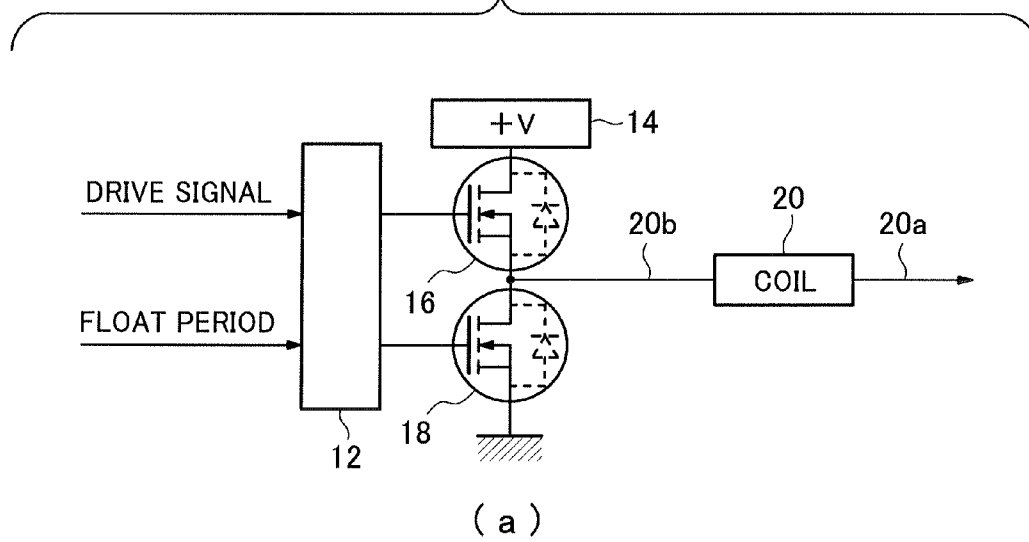 +V
14
DRIVE SIGNAL
20b
20
20a
COIL
16
FLOAT PERIOD
18
12
(a)